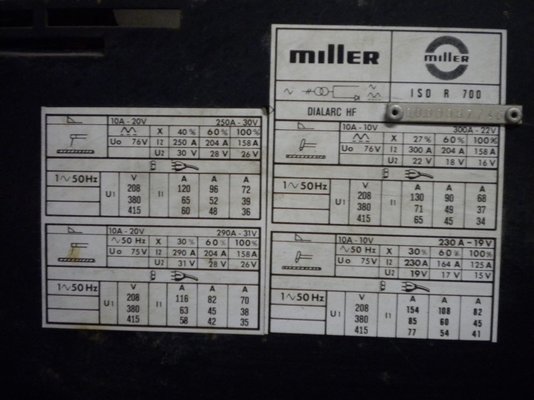 miller
miller
ISO R 700
DIALARC HF
10A-10V 300A-22V
X 27% 60% 100%
Uo 76V I2 300 A 204 A 158 A
U2 22 V 18 V 16 V
1∿50Hz V A A A
U1 208 I1 130 90 68
380 71 49 37
415 65 45 34
10A-10V 230 A-19V
∿50 Hz X 30% 60% 100%
Uo 75V I2 230A 164 A 125 A
U2 19V 17V 15V
1∿50 Hz V A A A
U1 208 I1 154 108 82
380 85 60 45
415 77 54 41
10A-20V 250A-30V
X 40% 60% 100%
Uo 76V I2 250 A 204 A 158 A
U2 30 V 28 V 26 V
1∿50Hz V A A A
U1 208 I1 120 96 72
380 65 52 39
415 60 48 36
10A-20V 290A-31V
∿50 Hz X 30% 60% 100%
Uo 75V I2 290 A 204 A 158A
U2 31 V 28 V 26 V
1∿50Hz V A A A
U1 208 I1 116 82 70
380 63 45 38
415 58 42 35